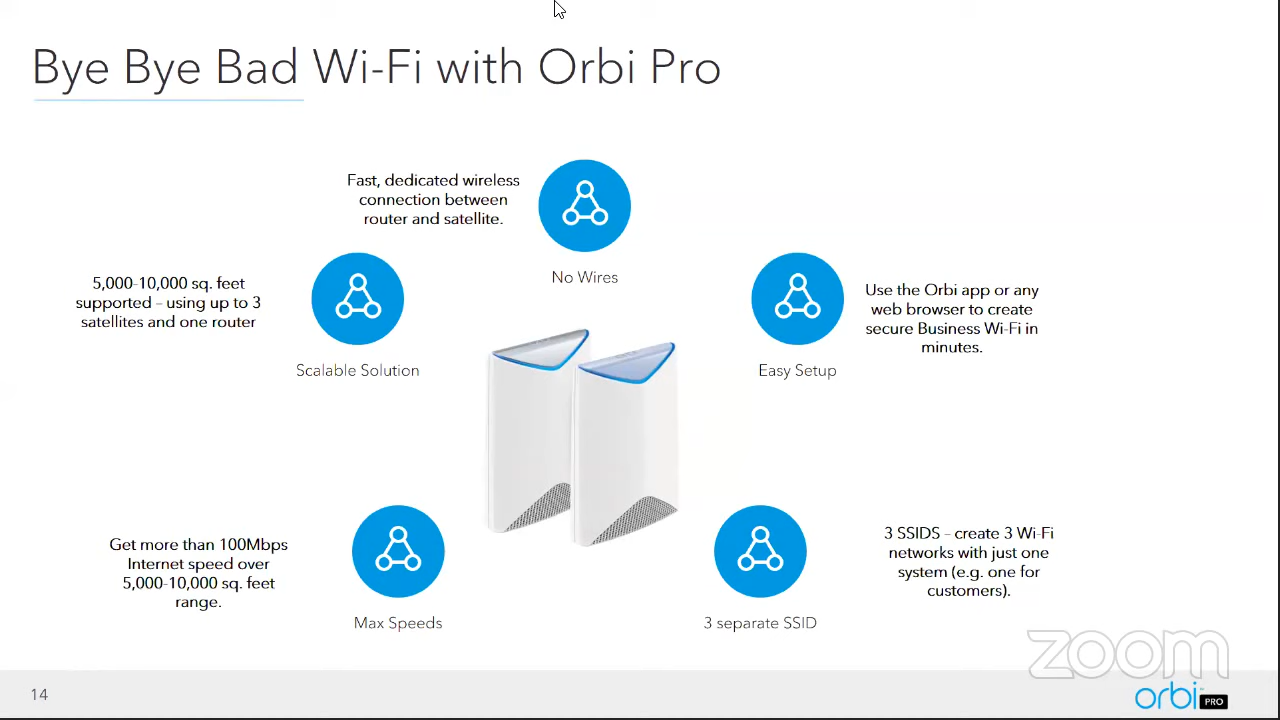 Bye Bye Bad Wi-Fi with Orbi Pro
Fast, dedicated wireless
connection between
router and satellite.
No Wires
5,000-10,000 sq. feet
supported – using up to 3
satellites and one router
Scalable Solution
Use the Orbi app or any
web browser to create
secure Business Wi-Fi in
minutes.
Easy Setup
Get more than 100Mbps
Internet speed over
5,000-10,000 sq. feet
range.
Max Speeds
3 SSIDS – create 3 Wi-Fi
networks with just one
system (e.g. one for
customers).
3 separate SSID
zoom
14
orbi PRO